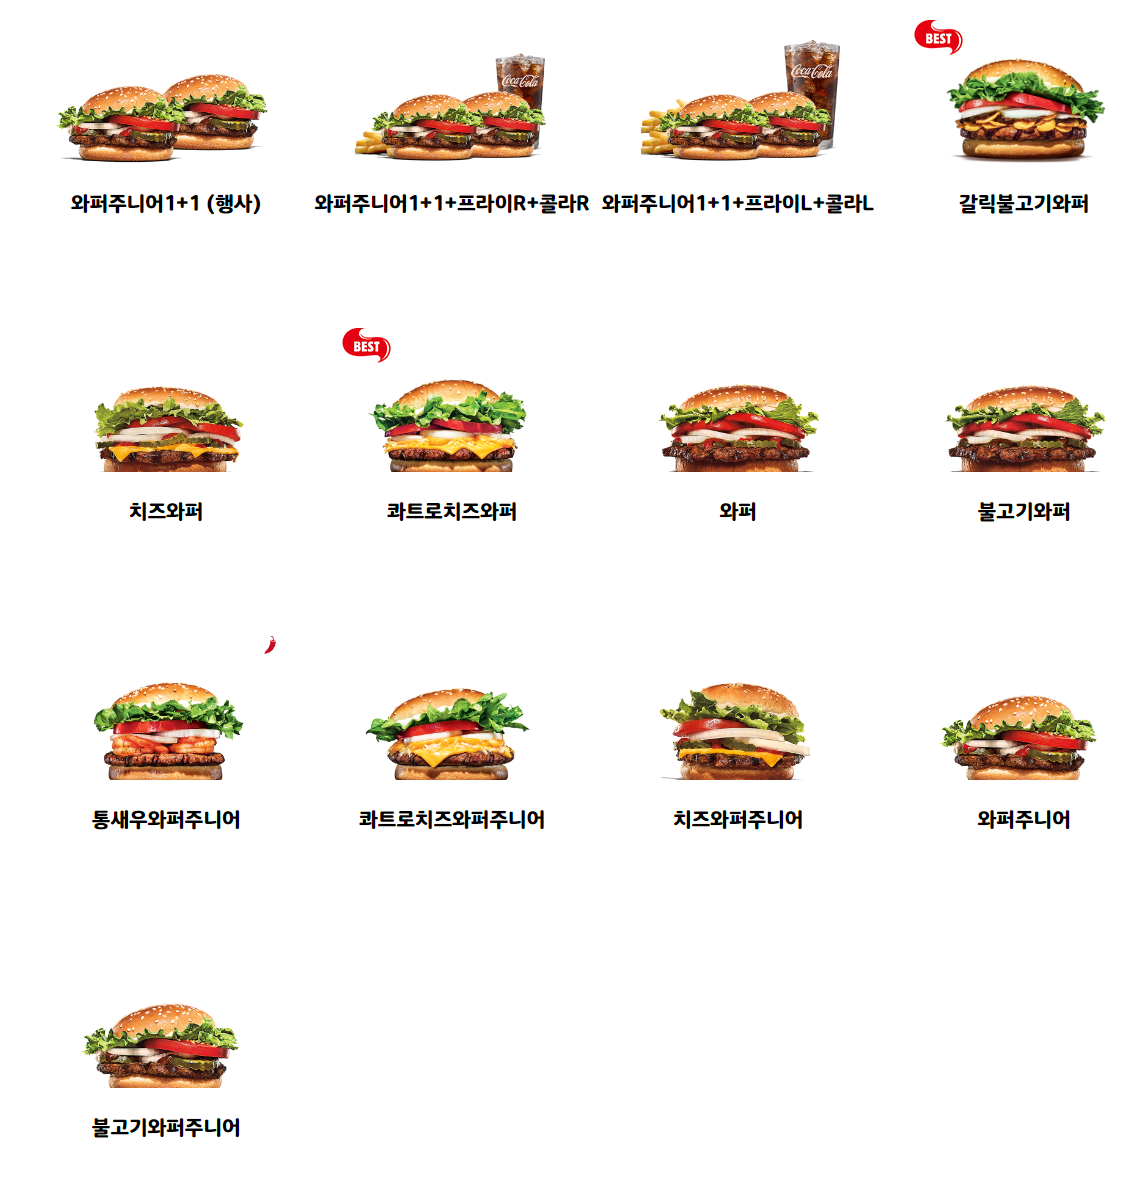 BEST
Coca-Cola
Coca-Cola
와퍼주니어1+1 (행사)
와퍼주니어1+1+프라이R+콜라R
와퍼주니어1+1+프라이L+콜라L
갈릭불고기와퍼
BEST
치즈와퍼
콰트로치즈와퍼
와퍼
불고기와퍼
통새우와퍼주니어
콰트로치즈와퍼주니어
치즈와퍼주니어
와퍼주니어
불고기와퍼주니어